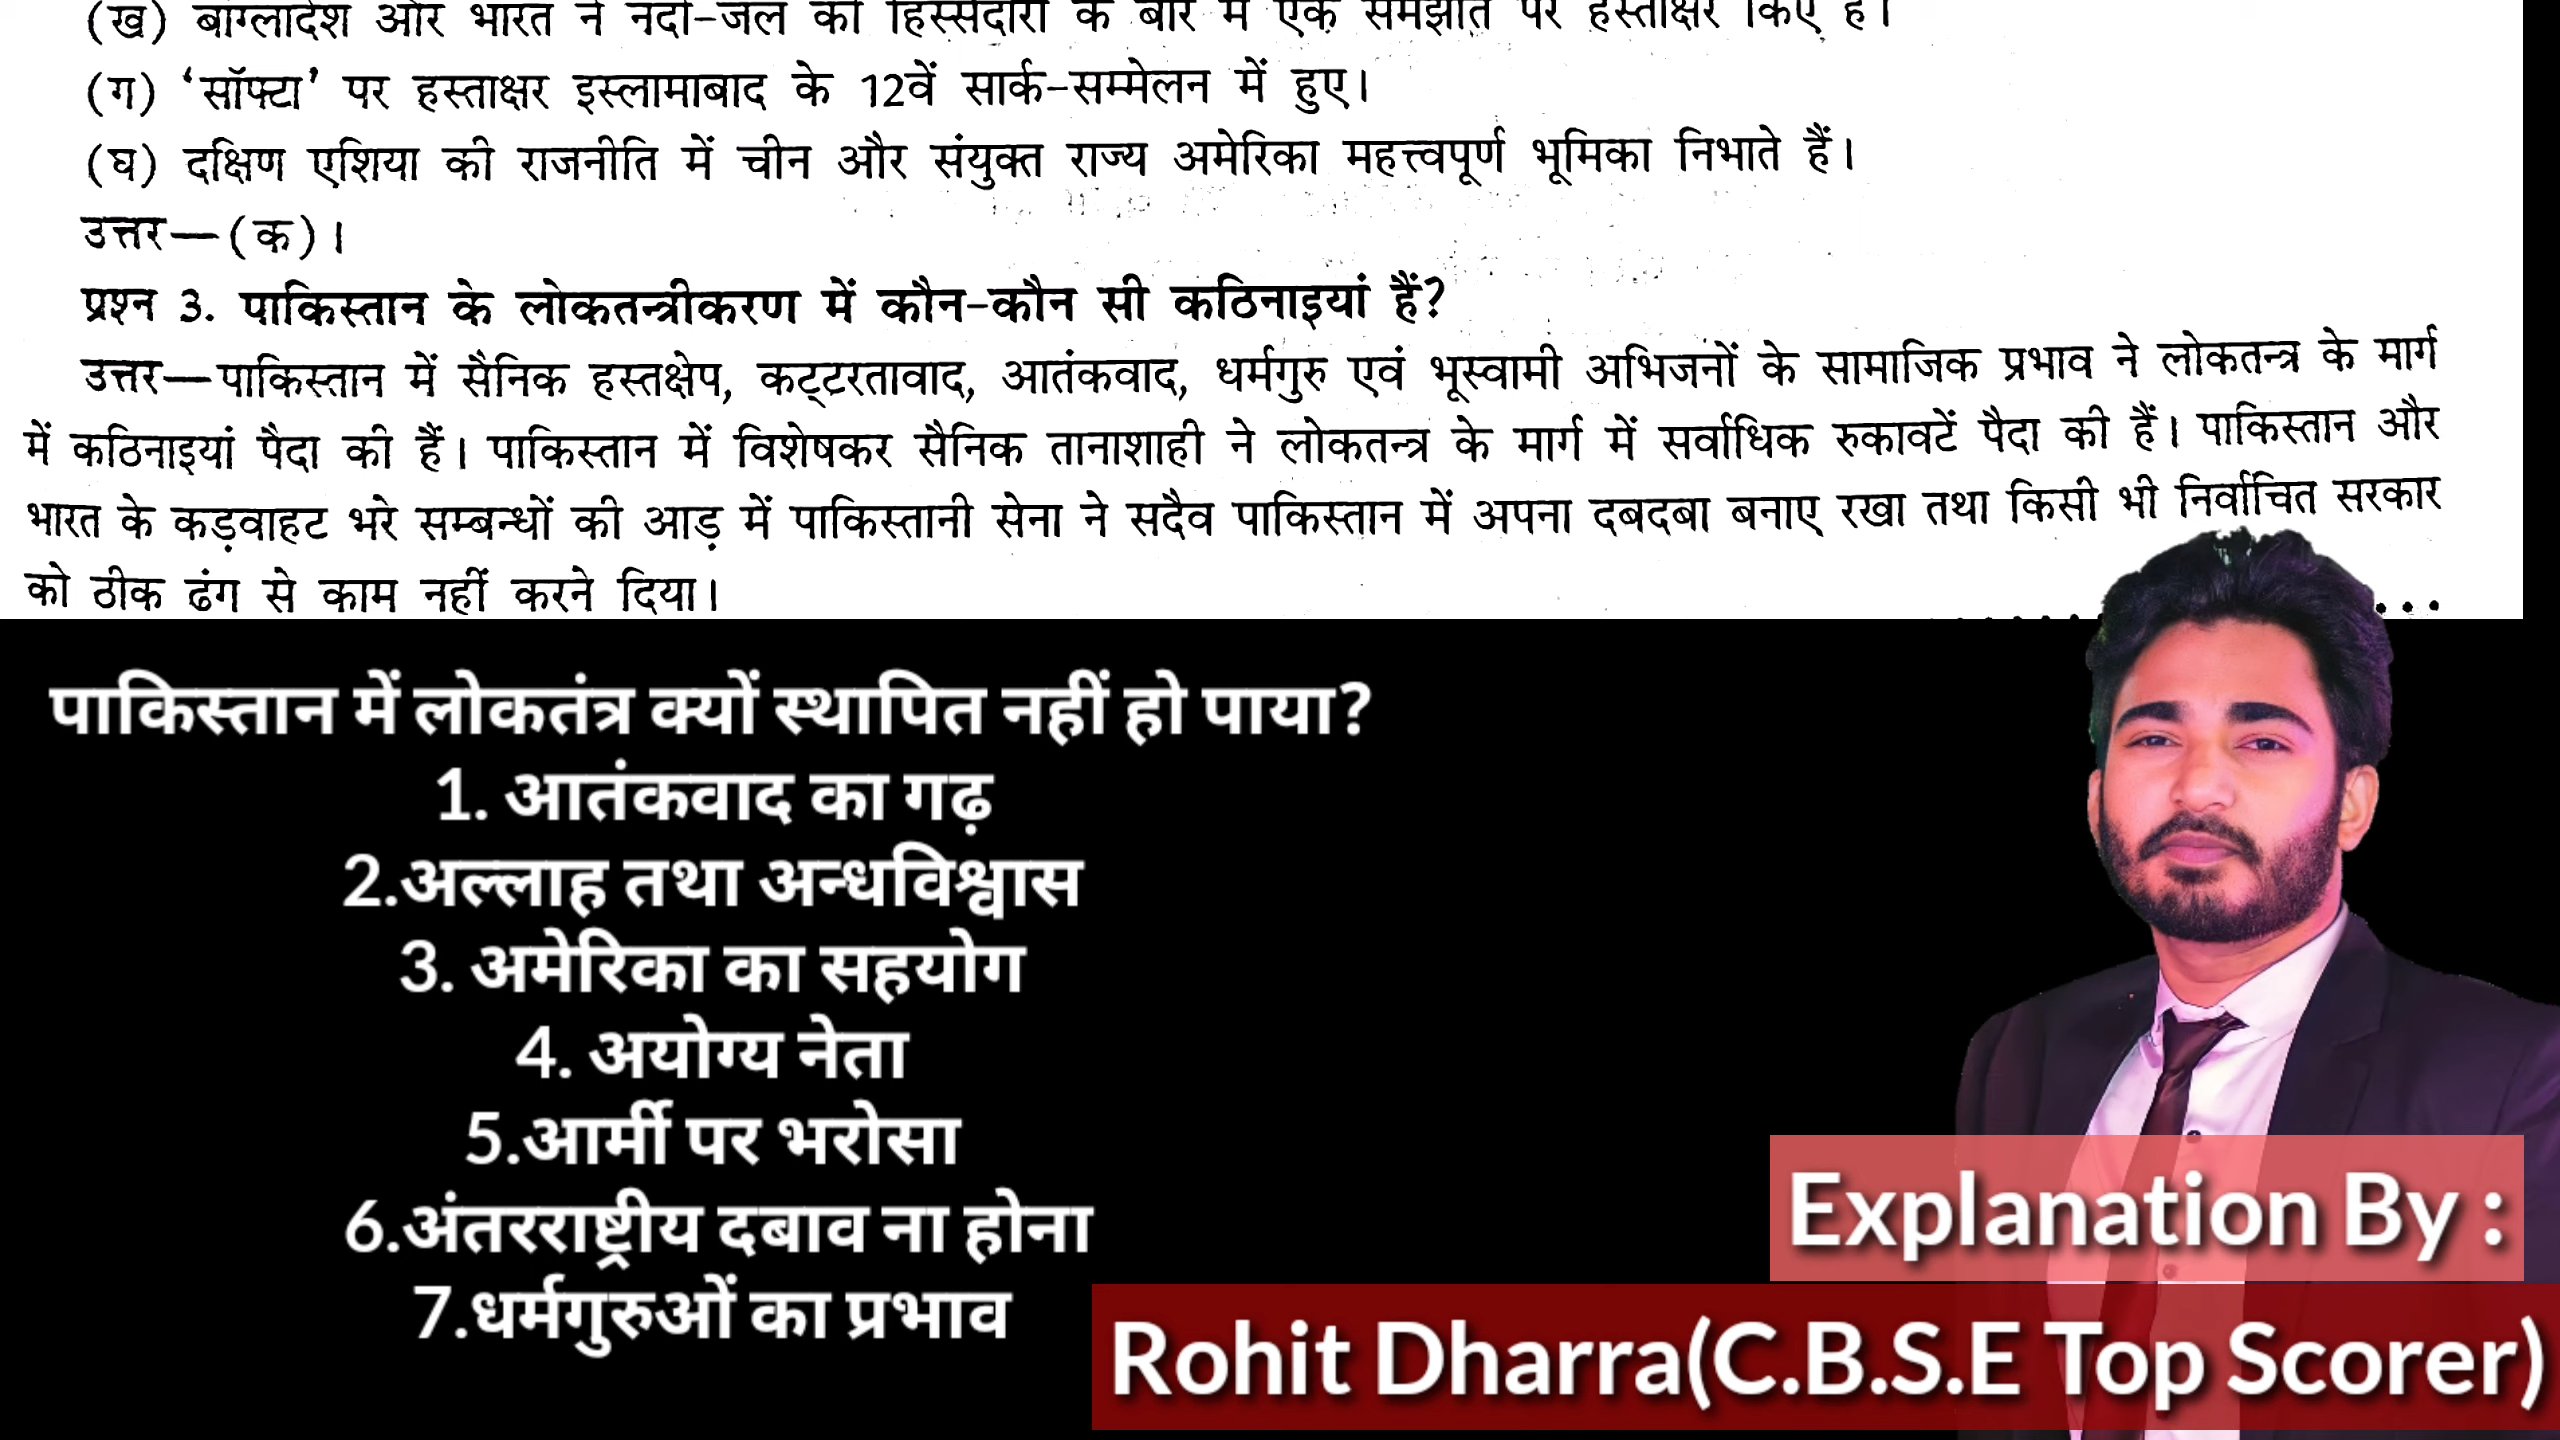 (ख) बांग्लादेश और भारत ने नदी-जल की हिस्सेदारी के बारे में एक समझौते पर हस्ताक्षर किए हैं।
(ग) ‘सॉफ्टा’ पर हस्ताक्षर इस्लामाबाद के 12वें सार्क-सम्मेलन में हुए।
(घ) दक्षिण एशिया की राजनीति में चीन और संयुक्त राज्य अमेरिका महत्त्वपूर्ण भूमिका निभाते हैं।
उत्तर—(क)।
प्रश्न 3. पाकिस्तान के लोकतन्त्रीकरण में कौन-कौन सी कठिनाइयां हैं?
उत्तर—पाकिस्तान में सैनिक हस्तक्षेप, कट्टरतावाद, आतंकवाद, धर्मगुरु एवं भूस्वामी अभिजनों के सामाजिक प्रभाव ने लोकतन्त्र के मार्ग
में कठिनाइयां पैदा की हैं। पाकिस्तान में विशेषकर सैनिक तानाशाही ने लोकतन्त्र के मार्ग में सर्वाधिक रुकावटें पैदा की हैं। पाकिस्तान और
भारत के कड़वाहट भरे सम्बन्धों की आड़ में पाकिस्तानी सेना ने सदैव पाकिस्तान में अपना दबदबा बनाए रखा तथा किसी भी निर्वाचित सरकार
को ठीक ढंग से काम नहीं करने दिया।
पाकिस्तान में लोकतंत्र क्यों स्थापित नहीं हो पाया?
1. आतंकवाद का गढ़
2.अल्लाह तथा अन्धविश्वास
3. अमेरिका का सहयोग
4. अयोग्य नेता
5.आर्मी पर भरोसा
6.अंतरराष्ट्रीय दबाव ना होना
7.धर्मगुरुओं का प्रभाव
Explanation By :
Rohit Dharra(C.B.S.E Top Scorer)